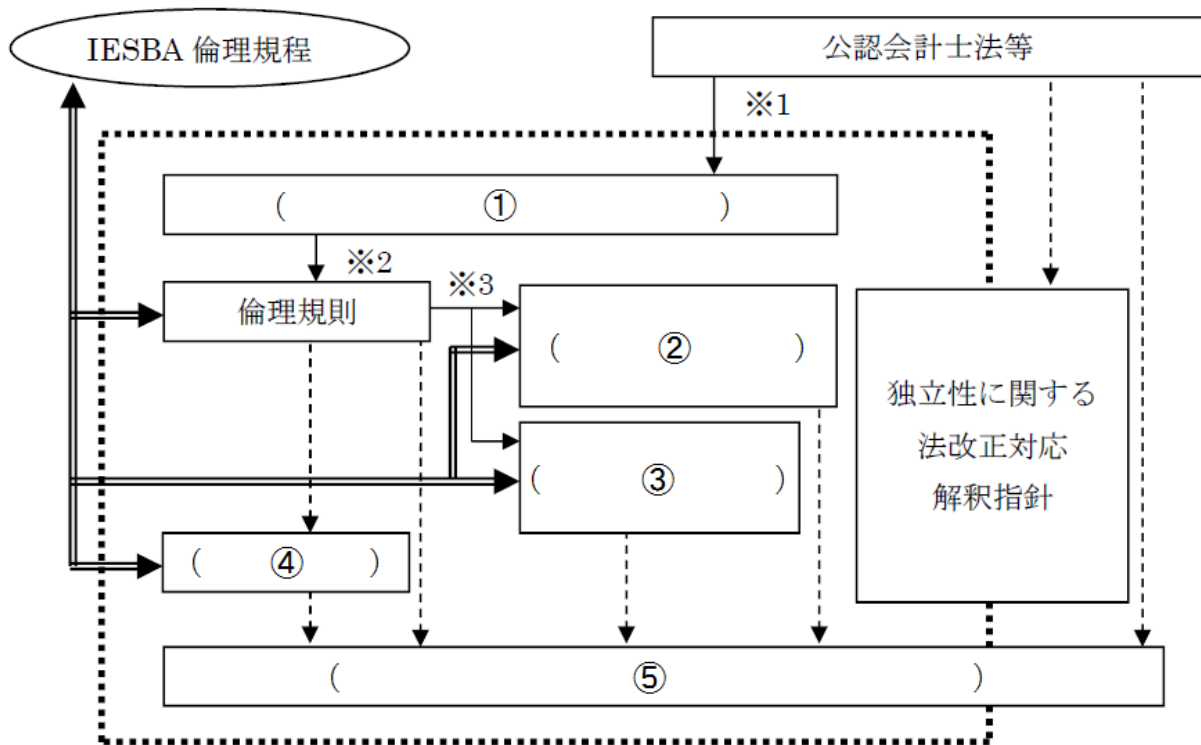 IESBA 倫理規程
公認会計士法等
※1
( ① )
※2
倫理規則
※3
( ② )
( ③ )
( ④ )
独立性に関する
法改正対応
解釈指針
( ⑤ )